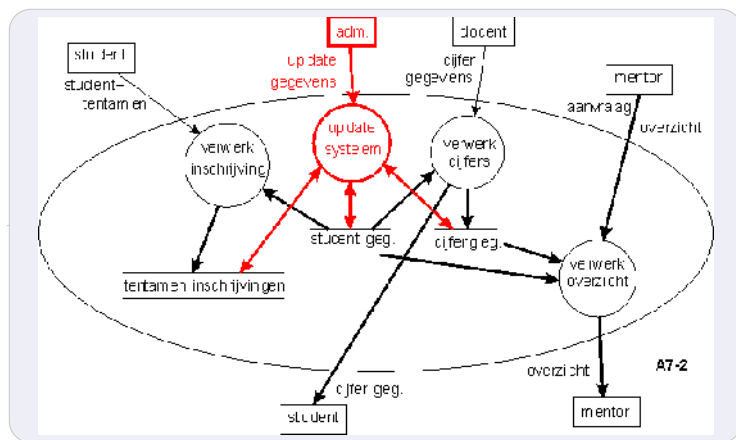 adm.
docent
student
update
gegevens
cijfer
gegevens
mentor
student-
tentamen
aanvraag
overzicht
update
systeem
verwerk
inschrijving
verwerk
cijfers
student geg.
cijfer geg.
verwerk
overzicht
tentamen inschrijvingen
overzicht
A7-2
cijfer geg.
student
mentor